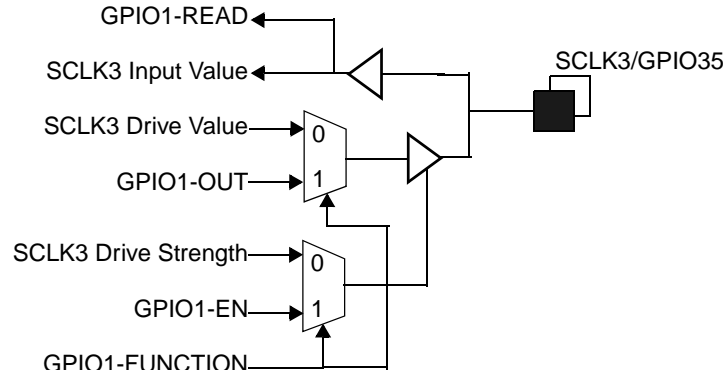 GPIO1-READ
SCLK3 Input Value
SCLK3/GPIO35
SCLK3 Drive Value
0
GPIO1-OUT
1
SCLK3 Drive Strength
0
GPIO1-EN
1
GPIO1-FUNCTION